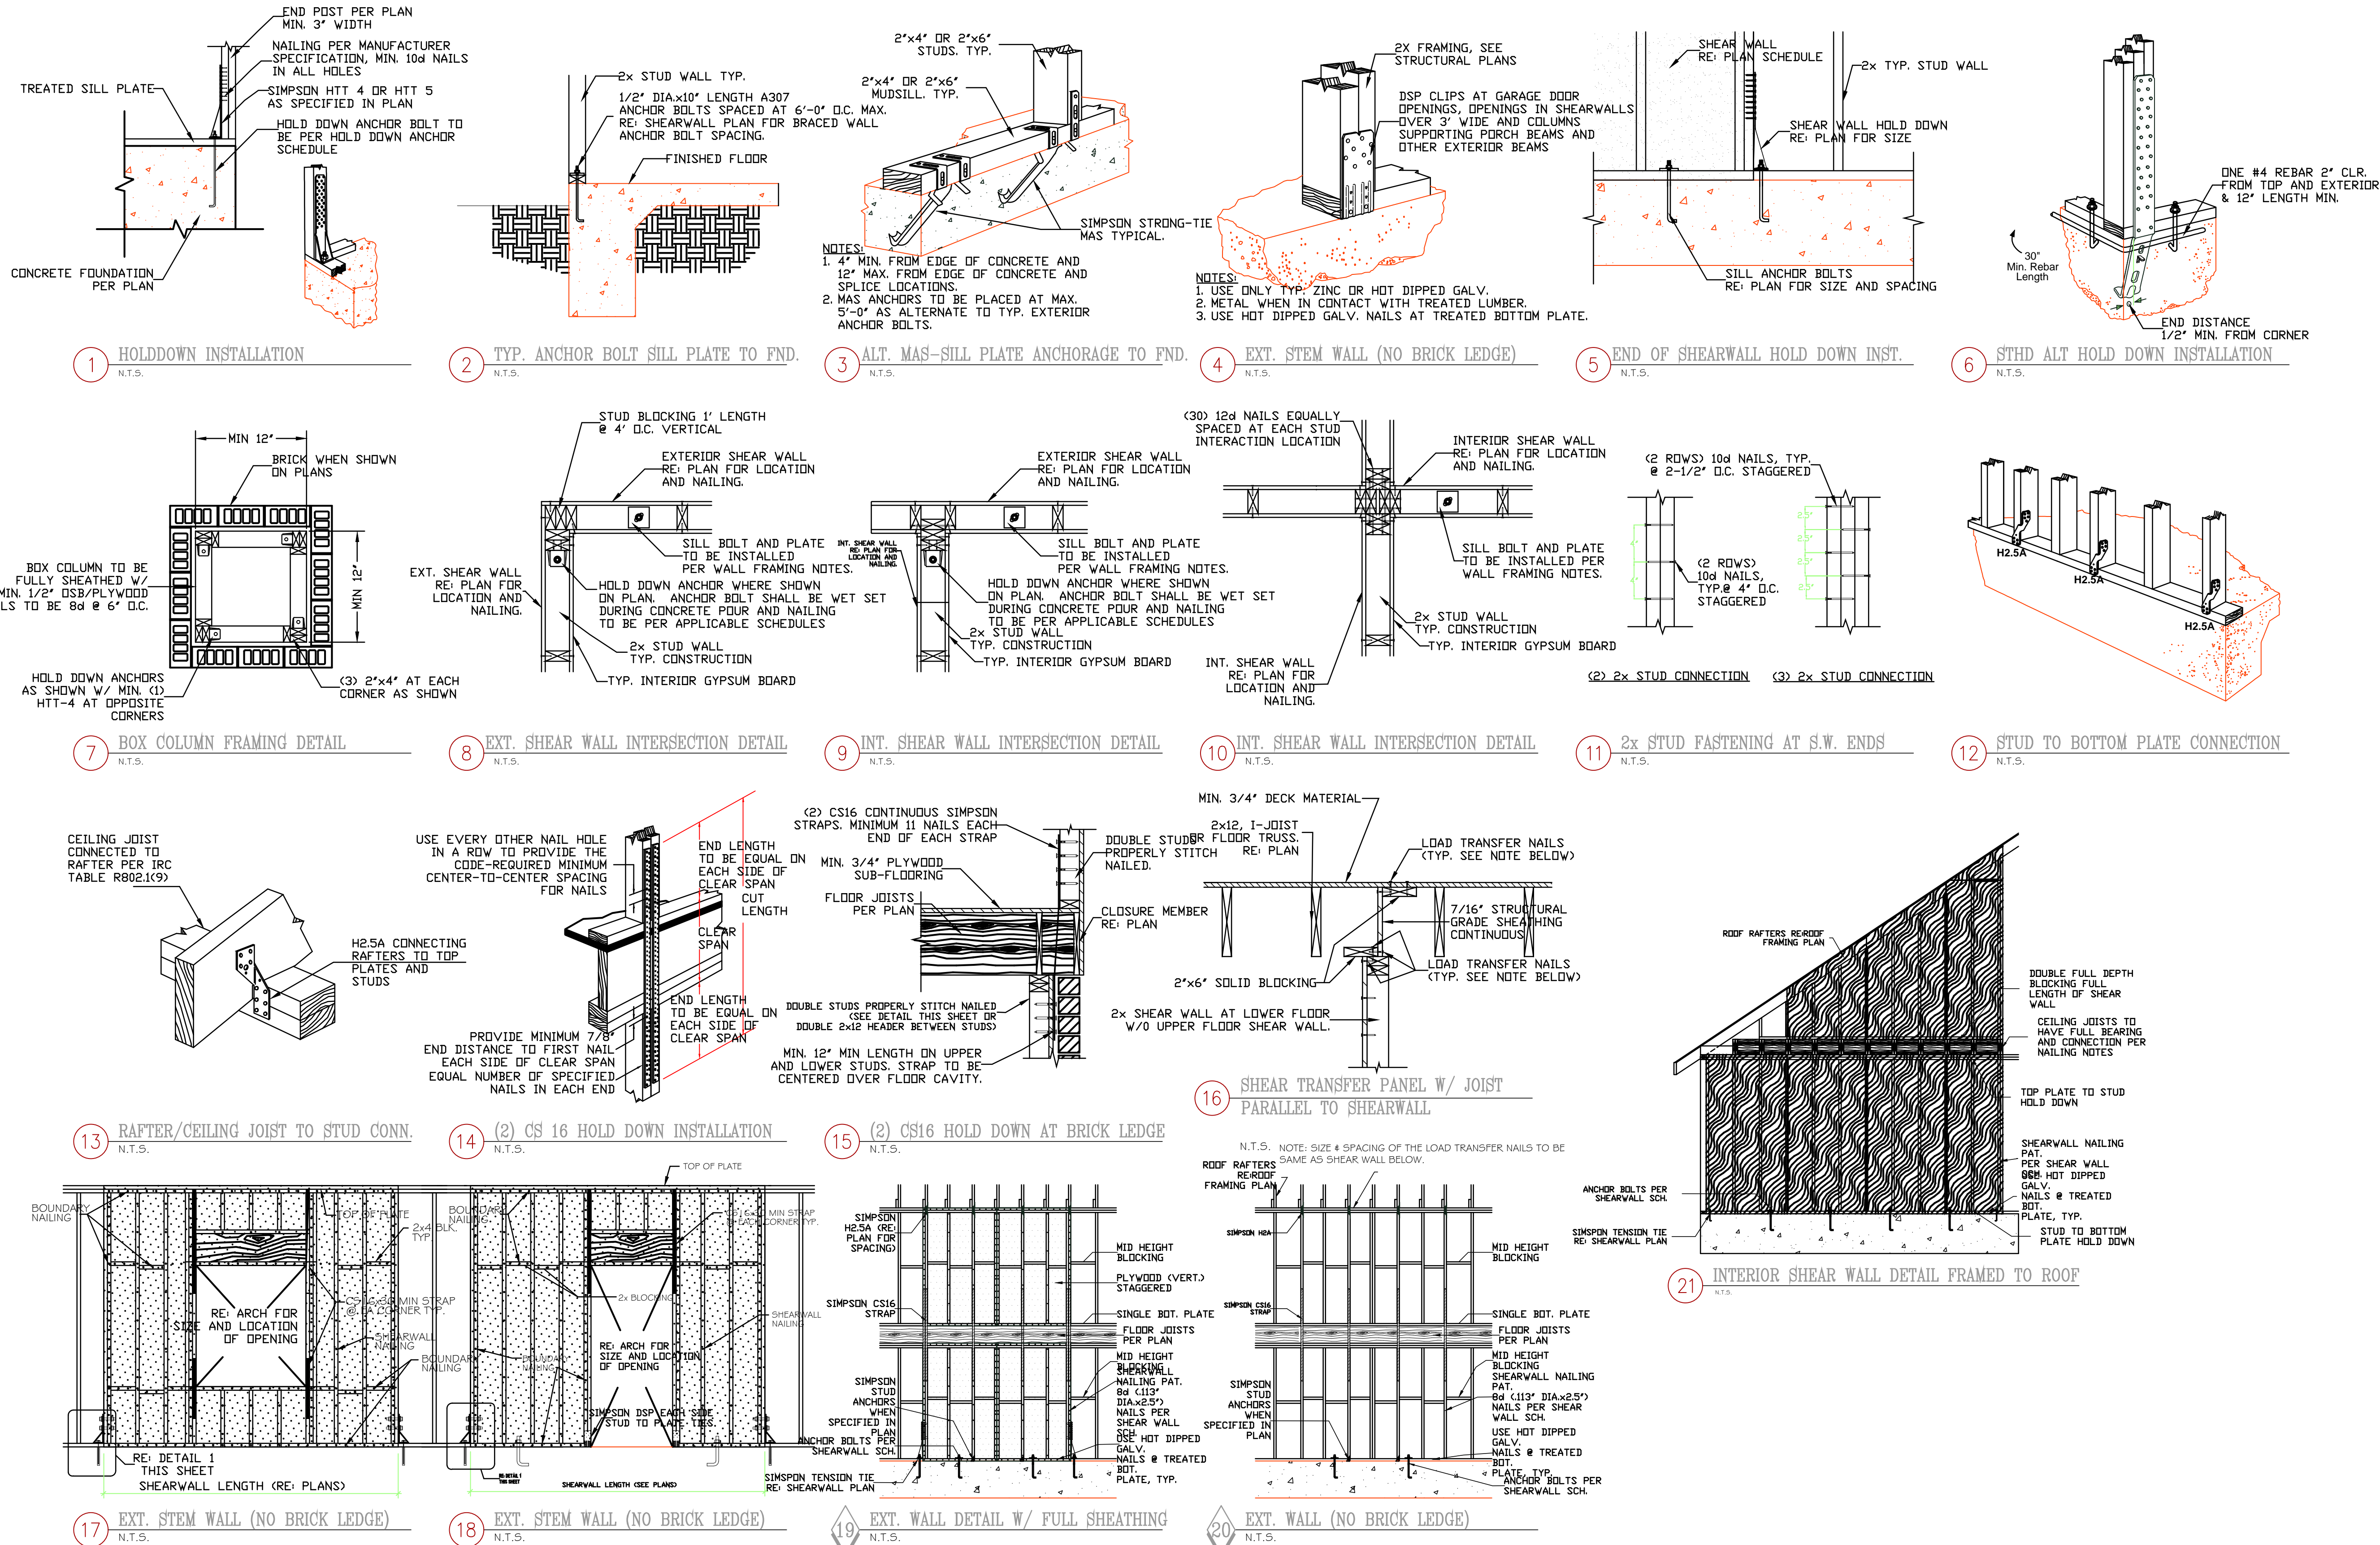 END POST PER PLAN
MIN. 3" WIDTH
NAILING PER MANUFACTURER
SPECIFICATION, MIN. 10d NAILS
IN ALL HOLES
TREATED SILL PLATE
SIMPSON HTT 4 OR HTT 5
AS SPECIFIED IN PLAN
HOLD DOWN ANCHOR BOLT TO
BE PER HOLD DOWN ANCHOR
SCHEDULE
CONCRETE FOUNDATION
PER PLAN
1 HOLDDOWN INSTALLATION
N.T.S.
2x STUD WALL TYP.
1/2" DIA.x10" LENGTH A307
ANCHOR BOLTS SPACED AT 6'-0" O.C. MAX.
RE: SHEARWALL PLAN FOR BRACED WALL
ANCHOR BOLT SPACING.
FINISHED FLOOR
2 TYP. ANCHOR BOLT SILL PLATE TO FND.
N.T.S.
2"x4" OR 2"x6"
STUDS. TYP.
2"x4" OR 2"x6"
MUDSILL. TYP.
SIMPSON STRONG-TIE
MAS TYPICAL.
NOTES:
1. 4" MIN. FROM EDGE OF CONCRETE AND
12" MAX. FROM EDGE OF CONCRETE AND
SPLICE LOCATIONS.
2. MAS ANCHORS TO BE PLACED AT MAX.
5'-0" AS ALTERNATE TO TYP. EXTERIOR
ANCHOR BOLTS.
3 ALT. MAS-SILL PLATE ANCHORAGE TO FND.
N.T.S.
2X FRAMING, SEE
STRUCTURAL PLANS
DSP CLIPS AT GARAGE DOOR
OPENINGS, OPENINGS IN SHEARWALLS
OVER 3' WIDE AND COLUMNS
SUPPORTING PORCH BEAMS AND
OTHER EXTERIOR BEAMS
NOTES:
1. USE ONLY TYP. ZINC OR HOT DIPPED GALV.
2. METAL WHEN IN CONTACT WITH TREATED LUMBER.
3. USE HOT DIPPED GALV. NAILS AT TREATED BOTTOM PLATE.
4 EXT. STEM WALL (NO BRICK LEDGE)
N.T.S.
SHEAR WALL
RE: PLAN SCHEDULE
2x TYP. STUD WALL
SHEAR WALL HOLD DOWN
RE: PLAN FOR SIZE
SILL ANCHOR BOLTS
RE: PLAN FOR SIZE AND SPACING
5 END OF SHEARWALL HOLD DOWN INST.
N.T.S.
ONE #4 REBAR 2" CLR.
FROM TOP AND EXTERIOR
& 12" LENGTH MIN.
30"
Min. Rebar
Length
END DISTANCE
1/2" MIN. FROM CORNER
6 STHD ALT HOLD DOWN INSTALLATION
N.T.S.
MIN 12"
BRICK WHEN SHOWN
ON PLANS
MIN 12"
BOX COLUMN TO BE
FULLY SHEATHED W/
MIN. 1/2" OSB/PLYWOOD
LS TO BE 8d @ 6" O.C.
HOLD DOWN ANCHORS
AS SHOWN W/ MIN. (1)
HTT-4 AT OPPOSITE
CORNERS
(3) 2"x4" AT EACH
CORNER AS SHOWN
7 BOX COLUMN FRAMING DETAIL
N.T.S.
STUD BLOCKING 1' LENGTH
@ 4' O.C. VERTICAL
EXTERIOR SHEAR WALL
RE: PLAN FOR LOCATION
AND NAILING.
SILL BOLT AND PLATE
TO BE INSTALLED
PER WALL FRAMING NOTES.
EXT. SHEAR WALL
RE: PLAN FOR
LOCATION AND
NAILING.
HOLD DOWN ANCHOR WHERE SHOWN
ON PLAN. ANCHOR BOLT SHALL BE WET SET
DURING CONCRETE POUR AND NAILING
TO BE PER APPLICABLE SCHEDULES
2x STUD WALL
TYP. CONSTRUCTION
TYP. INTERIOR GYPSUM BOARD
8 EXT. SHEAR WALL INTERSECTION DETAIL
N.T.S.
EXTERIOR SHEAR WALL
RE: PLAN FOR LOCATION
AND NAILING.
INT. SHEAR WALL
RE: PLAN FOR
LOCATION AND
NAILING.
SILL BOLT AND PLATE
TO BE INSTALLED
PER WALL FRAMING NOTES.
HOLD DOWN ANCHOR WHERE SHOWN
ON PLAN. ANCHOR BOLT SHALL BE WET SET
DURING CONCRETE POUR AND NAILING
TO BE PER APPLICABLE SCHEDULES
2x STUD WALL
TYP. CONSTRUCTION
TYP. INTERIOR GYPSUM BOARD
9 INT. SHEAR WALL INTERSECTION DETAIL
N.T.S.
(30) 12d NAILS EQUALLY
SPACED AT EACH STUD
INTERACTION LOCATION
INTERIOR SHEAR WALL
RE: PLAN FOR LOCATION
AND NAILING.
SILL BOLT AND PLATE
TO BE INSTALLED PER
WALL FRAMING NOTES.
2x STUD WALL
TYP. CONSTRUCTION
TYP. INTERIOR GYPSUM BOARD
INT. SHEAR WALL
RE: PLAN FOR
LOCATION AND
NAILING.
10 INT. SHEAR WALL INTERSECTION DETAIL
N.T.S.
(2 ROWS) 10d NAILS, TYP.
@ 2-1/2" O.C. STAGGERED
4"
4"
2.5"
2.5"
2.5"
2.5"
(2 ROWS)
10d NAILS,
TYP.@ 4" O.C.
STAGGERED
(2) 2x STUD CONNECTION
(3) 2x STUD CONNECTION
11 2x STUD FASTENING AT S.W. ENDS
N.T.S.
H2.5A
H2.5A
H2.5A
12 STUD TO BOTTOM PLATE CONNECTION
N.T.S.
CEILING JOIST
CONNECTED TO
RAFTER PER IRC
TABLE R802.1(9)
H2.5A CONNECTING
RAFTERS TO TOP
PLATES AND
STUDS
13 RAFTER/CEILING JOIST TO STUD CONN.
N.T.S.
USE EVERY OTHER NAIL HOLE
IN A ROW TO PROVIDE THE
CODE-REQUIRED MINIMUM
CENTER-TO-CENTER SPACING
FOR NAILS
END LENGTH
TO BE EQUAL ON
EACH SIDE OF
CLEAR SPAN
CUT
LENGTH
CLEAR
SPAN
END LENGTH
TO BE EQUAL ON
EACH SIDE OF
CLEAR SPAN
PROVIDE MINIMUM 7/8"
END DISTANCE TO FIRST NAIL
EACH SIDE OF CLEAR SPAN
EQUAL NUMBER OF SPECIFIED
NAILS IN EACH END
14 (2) CS 16 HOLD DOWN INSTALLATION
N.T.S.
(2) CS16 CONTINUOUS SIMPSON
STRAPS. MINIMUM 11 NAILS EACH
END OF EACH STRAP
MIN. 3/4" PLYWOOD
SUB-FLOORING
FLOOR JOISTS
PER PLAN
DOUBLE STUDS
PROPERLY STITCH
NAILED.
CLOSURE MEMBER
RE: PLAN
DOUBLE STUDS PROPERLY STITCH NAILED
(SEE DETAIL THIS SHEET OR
DOUBLE 2x12 HEADER BETWEEN STUDS)
MIN. 12" MIN LENGTH ON UPPER
AND LOWER STUDS. STRAP TO BE
CENTERED OVER FLOOR CAVITY.
15 (2) CS16 HOLD DOWN AT BRICK LEDGE
N.T.S.
MIN. 3/4" DECK MATERIAL
2x12, I-JOIST
OR FLOOR TRUSS.
RE: PLAN
LOAD TRANSFER NAILS
(TYP. SEE NOTE BELOW)
7/16" STRUCTURAL
GRADE SHEATHING
CONTINUOUS
2"x6" SOLID BLOCKING
LOAD TRANSFER NAILS
(TYP. SEE NOTE BELOW)
2x SHEAR WALL AT LOWER FLOOR
W/O UPPER FLOOR SHEAR WALL.
16 SHEAR TRANSFER PANEL W/ JOIST
PARALLEL TO SHEARWALL
N.T.S. NOTE: SIZE & SPACING OF THE LOAD TRANSFER NAILS TO BE
SAME AS SHEAR WALL BELOW.
ROOF RAFTERS RE:ROOF
FRAMING PLAN
DOUBLE FULL DEPTH
BLOCKING FULL
LENGTH OF SHEAR
WALL
CEILING JOISTS TO
HAVE FULL BEARING
AND CONNECTION PER
NAILING NOTES
TOP PLATE TO STUD
HOLD DOWN
SHEARWALL NAILING
PAT.
PER SHEAR WALL
SCH.
USE HOT DIPPED
GALV.
NAILS @ TREATED
BOT.
PLATE, TYP.
STUD TO BOTTOM
PLATE HOLD DOWN
ANCHOR BOLTS PER
SHEARWALL SCH.
SIMSPON TENSION TIE
RE: SHEARWALL PLAN
21 INTERIOR SHEAR WALL DETAIL FRAMED TO ROOF
N.T.S.
BOUNDARY
NAILING
TOP OF PLATE
2x4 BLK.
TYP.
RE: ARCH FOR
SIZE AND LOCATION
OF OPENING
CS 16x30 MIN STRAP
@ EA CORNER TYP.
SHEARWALL
NAILING
BOUNDARY
NAILING
RE: DETAIL 1
THIS SHEET
SHEARWALL LENGTH (RE: PLANS)
17 EXT. STEM WALL (NO BRICK LEDGE)
N.T.S.
TOP OF PLATE
BOUNDARY
NAILING
CS16x30 MIN STRAP
@ EACH CORNER TYP.
2x BLOCKING
SHEARWALL
NAILING
RE: ARCH FOR
SIZE AND LOCATION
OF OPENING
BOUNDARY
NAILING
SIMPSON DSP EACH SIDE
STUD TO PLATE TIES
RE: DETAIL 1
THIS SHEET
SHEARWALL LENGTH (SEE PLANS)
18 EXT. STEM WALL (NO BRICK LEDGE)
N.T.S.
SIMPSON
H2.5A (RE:
PLAN FOR
SPACING)
MID HEIGHT
BLOCKING
PLYWOOD (VERT.)
STAGGERED
SIMPSON CS16
STRAP
SINGLE BOT. PLATE
FLOOR JOISTS
PER PLAN
MID HEIGHT
BLOCKING
SHEARWALL
NAILING PAT.
8d (.113"
DIA.x2.5")
NAILS PER
SHEAR WALL
SCH.
USE HOT DIPPED
GALV.
NAILS @ TREATED
BOT.
PLATE, TYP.
SIMPSON
STUD
ANCHORS
WHEN
SPECIFIED IN
PLAN
ANCHOR BOLTS PER
SHEARWALL SCH.
SIMSPON TENSION TIE
RE: SHEARWALL PLAN
19 EXT. WALL DETAIL W/ FULL SHEATHING
N.T.S.
ROOF RAFTERS
RE:ROOF
FRAMING PLAN
SIMPSON H2A
MID HEIGHT
BLOCKING
SIMPSON CS16
STRAP
SINGLE BOT. PLATE
FLOOR JOISTS
PER PLAN
MID HEIGHT
BLOCKING
SHEARWALL NAILING
PAT.
8d (.113" DIA.x2.5")
NAILS PER SHEAR
WALL SCH.
USE HOT DIPPED
GALV.
NAILS @ TREATED
BOT.
PLATE, TYP.
ANCHOR BOLTS PER
SHEARWALL SCH.
SIMPSON
STUD
ANCHORS
WHEN
SPECIFIED IN
PLAN
20 EXT. WALL (NO BRICK LEDGE)
N.T.S.